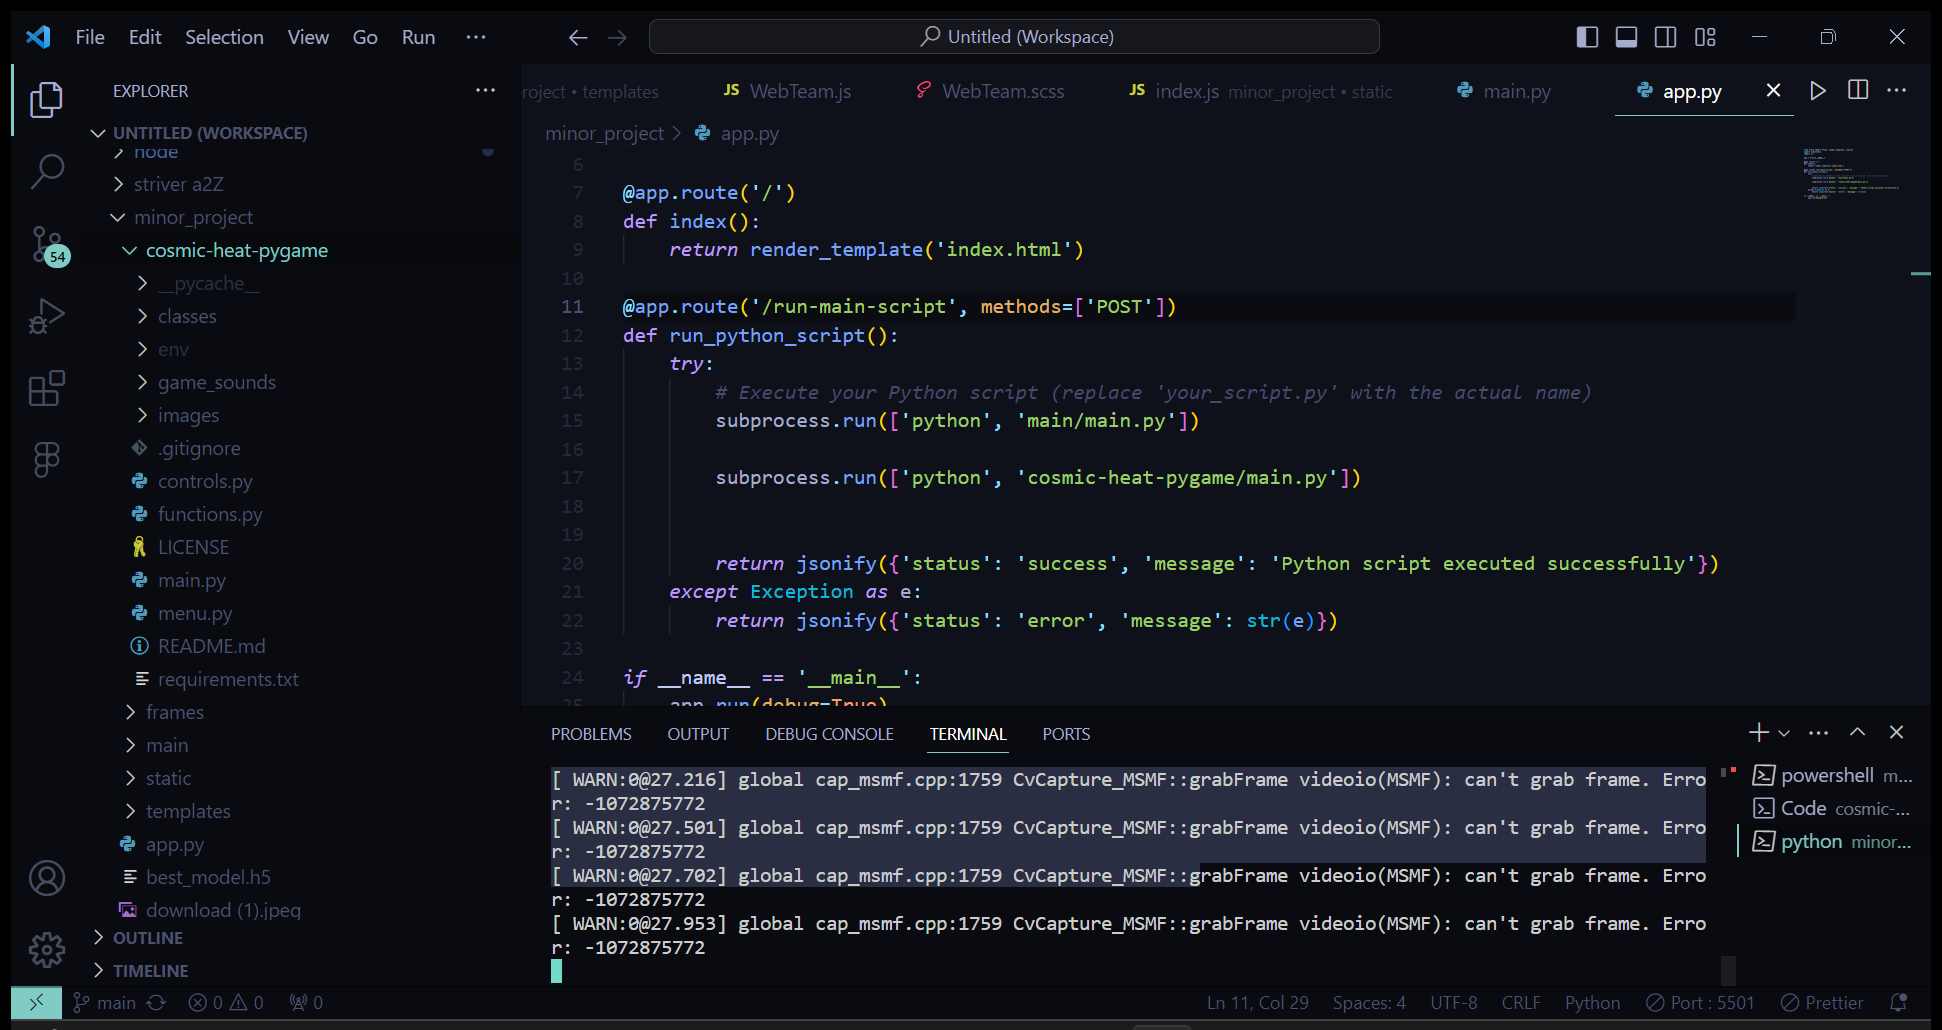 File Edit Selection View Go Run ···
Untitled (Workspace)
EXPLORER
UNTITLED (WORKSPACE)
node
striver a2Z
minor_project
cosmic-heat-pygame
__pycache__
classes
env
game_sounds
images
.gitignore
controls.py
functions.py
LICENSE
main.py
menu.py
README.md
requirements.txt
frames
main
static
templates
app.py
best_model.h5
download (1).jpeg
OUTLINE
TIMELINE
54
roject • templates
JS WebTeam.js
WebTeam.scss
JS index.js minor_project • static
main.py
app.py
minor_project > app.py
6
7 @app.route('/')
8 def index():
9 return render_template('index.html')
10
11 @app.route('/run-main-script', methods=['POST'])
12 def run_python_script():
13 try:
14 # Execute your Python script (replace 'your_script.py' with the actual name)
15 subprocess.run(['python', 'main/main.py'])
16
17 subprocess.run(['python', 'cosmic-heat-pygame/main.py'])
18
19
20 return jsonify({'status': 'success', 'message': 'Python script executed successfully'})
21 except Exception as e:
22 return jsonify({'status': 'error', 'message': str(e)})
23
24 if __name__ == '__main__':
25 app.run(debug=True)
PROBLEMS OUTPUT DEBUG CONSOLE TERMINAL PORTS
[ WARN:0@27.216] global cap_msmf.cpp:1759 CvCapture_MSMF::grabFrame videoio(MSMF): can't grab frame. Erro
r: -1072875772
[ WARN:0@27.501] global cap_msmf.cpp:1759 CvCapture_MSMF::grabFrame videoio(MSMF): can't grab frame. Erro
r: -1072875772
[ WARN:0@27.702] global cap_msmf.cpp:1759 CvCapture_MSMF::grabFrame videoio(MSMF): can't grab frame. Erro
r: -1072875772
[ WARN:0@27.953] global cap_msmf.cpp:1759 CvCapture_MSMF::grabFrame videoio(MSMF): can't grab frame. Erro
r: -1072875772
powershell m...
Code cosmic-...
python minor...
main 0 0 0
Ln 11, Col 29 Spaces: 4 UTF-8 CRLF Python Port : 5501 Prettier